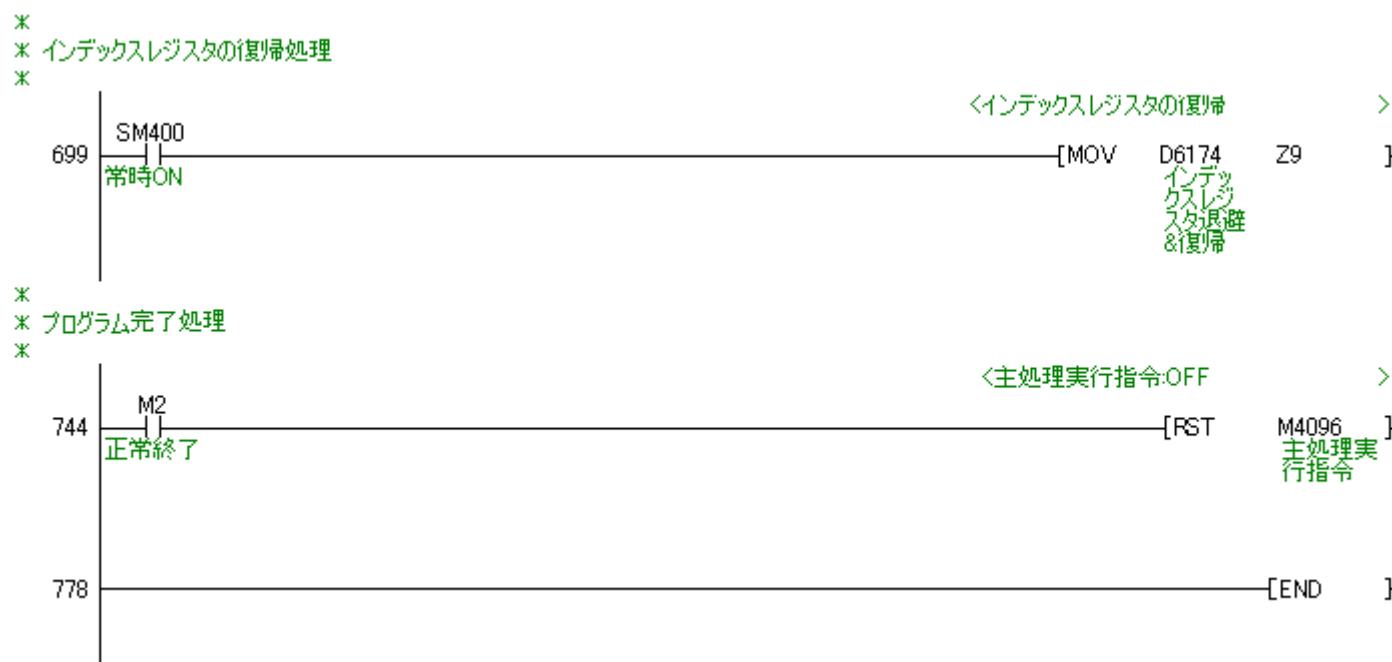 *
* インデックスレジスタの復帰処理
*
<インデックスレジスタの復帰 >
SM400
699 [MOV D6174 Z9 ]
常時ON
インデッ
クスレジ
スタ退避
&復帰
*
* プログラム完了処理
*
<主処理実行指令:OFF >
M2
744 [RST M4096 ]
正常終了
主処理実
行指令
778 [END ]